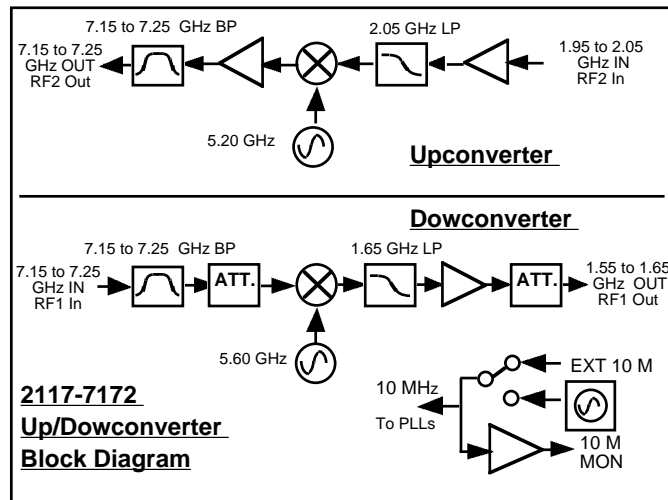 7.15 to 7.25 GHz BP
7.15 to 7.25
GHz OUT
RF2 Out
2.05 GHz LP
1.95 to 2.05
GHz IN
RF2 In
5.20 GHz
Upconverter
Dowconverter
7.15 to 7.25 GHz BP
7.15 to 7.25
GHz IN
RF1 In
ATT.
1.65 GHz LP
ATT.
1.55 to 1.65
GHz OUT
RF1 Out
5.60 GHz
EXT 10 M
10 MHz
To PLLs
10 M
MON
2117-7172
Up/Dowconverter
Block Diagram